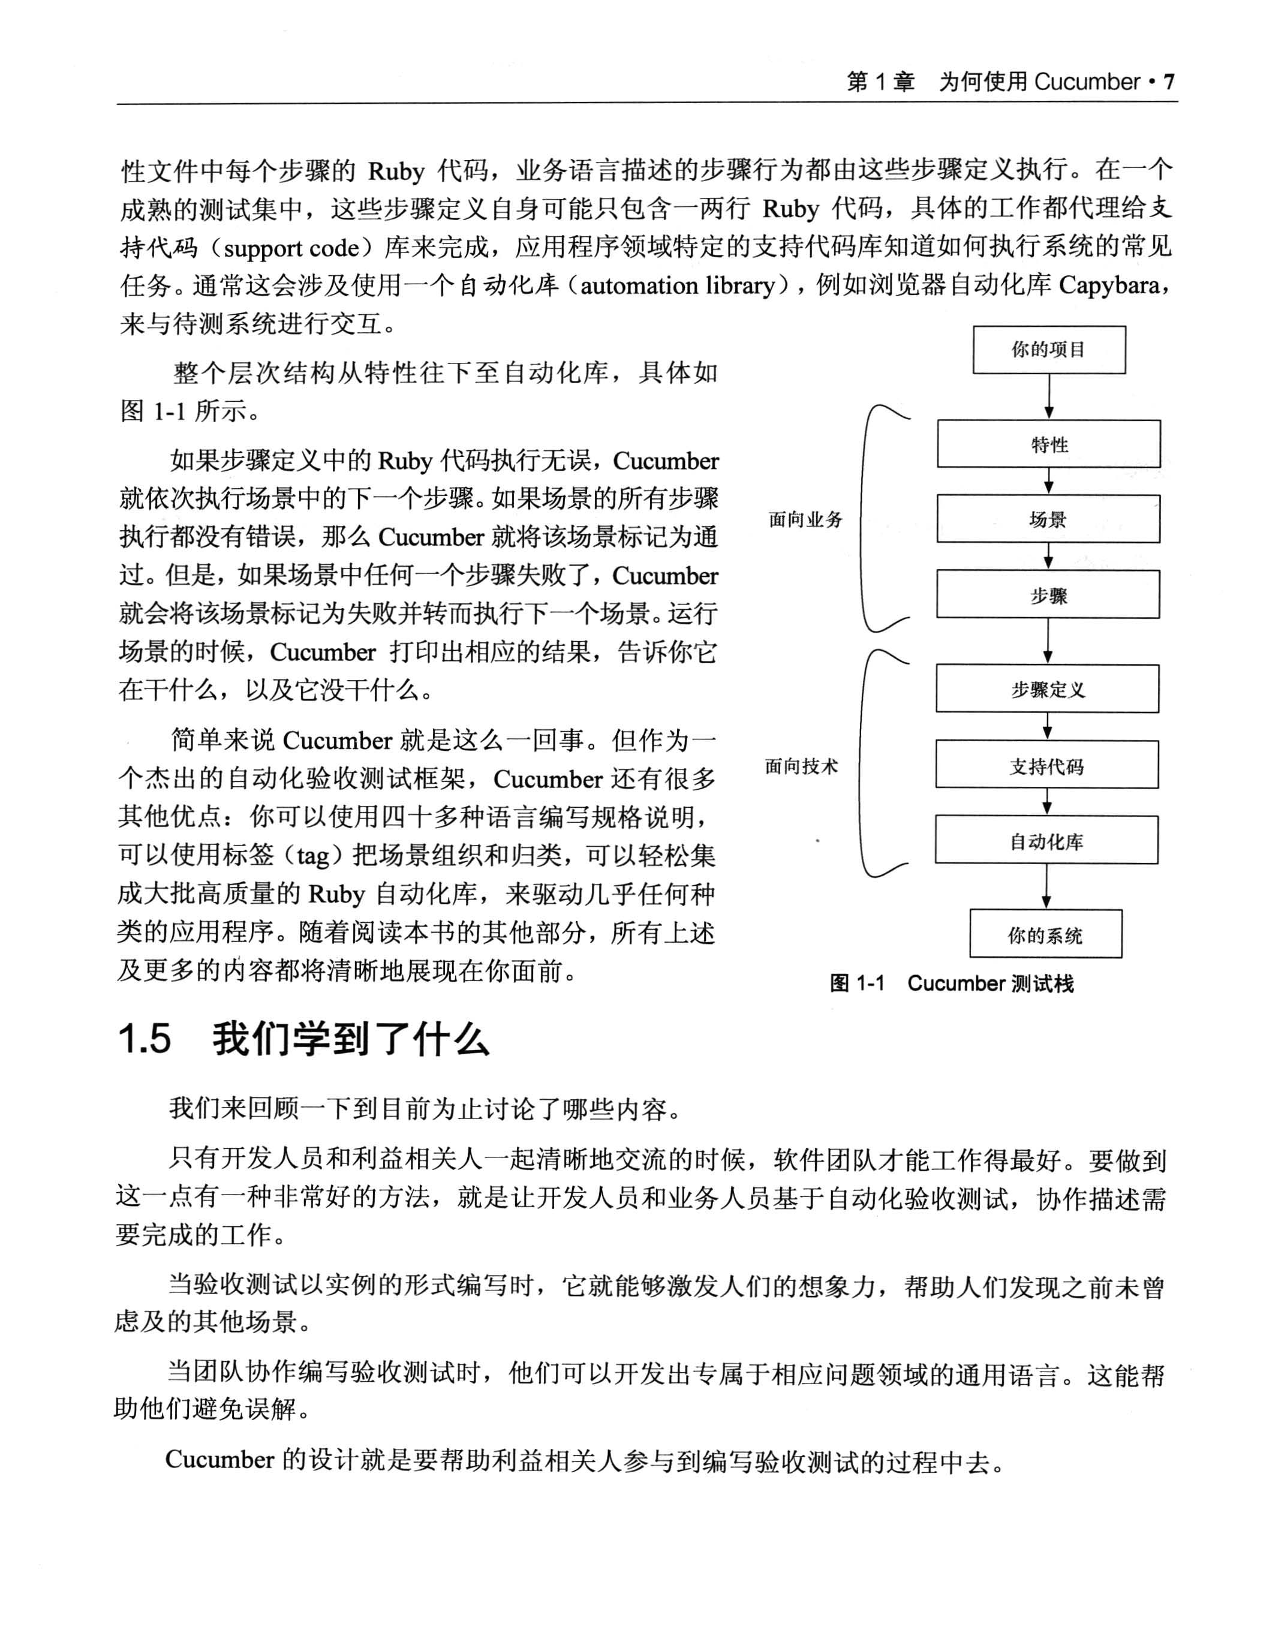 第 1 章　为何使用 Cucumber・7
性文件中每个步骤的 Ruby 代码，业务语言描述的步骤行为都由这些步骤定义执行。在一个
成熟的测试集中，这些步骤定义自身可能只包含一两行 Ruby 代码，具体的工作都代理给支
持代码（support code）库来完成，应用程序领域特定的支持代码库知道如何执行系统的常见
任务。通常这会涉及使用一个自动化库（automation library），例如浏览器自动化库 Capybara，
来与待测系统进行交互。
整个层次结构从特性往下至自动化库，具体如
图 1-1 所示。
如果步骤定义中的 Ruby 代码执行无误，Cucumber
就依次执行场景中的下一个步骤。如果场景的所有步骤
执行都没有错误，那么 Cucumber 就将该场景标记为通
过。但是，如果场景中任何一个步骤失败了，Cucumber
就会将该场景标记为失败并转而执行下一个场景。运行
场景的时候，Cucumber 打印出相应的结果，告诉你它
在干什么，以及它没干什么。
简单来说 Cucumber 就是这么一回事。但作为一
个杰出的自动化验收测试框架，Cucumber 还有很多
其他优点：你可以使用四十多种语言编写规格说明，
可以使用标签（tag）把场景组织和归类，可以轻松集
成大批高质量的 Ruby 自动化库，来驱动几乎任何种
类的应用程序。随着阅读本书的其他部分，所有上述
及更多的内容都将清晰地展现在你面前。
你的项目
特性
面向业务
场景
步骤
步骤定义
面向技术
支持代码
自动化库
你的系统
图 1-1　Cucumber 测试栈
1.5　我们学到了什么
我们来回顾一下到目前为止讨论了哪些内容。
只有开发人员和利益相关人一起清晰地交流的时候，软件团队才能工作得最好。要做到
这一点有一种非常好的方法，就是让开发人员和业务人员基于自动化验收测试，协作描述需
要完成的工作。
当验收测试以实例的形式编写时，它就能够激发人们的想象力，帮助人们发现之前未曾
虑及的其他场景。
当团队协作编写验收测试时，他们可以开发出专属于相应问题领域的通用语言。这能帮
助他们避免误解。
Cucumber 的设计就是要帮助利益相关人参与到编写验收测试的过程中去。